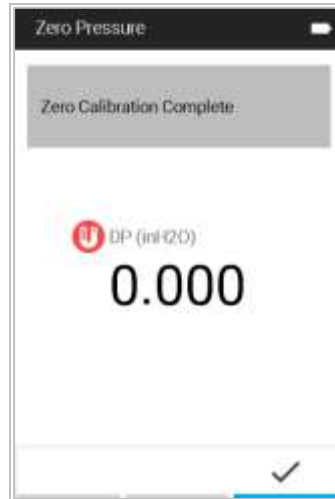 Zero Pressure
Zero Calibration Complete
DP (inH2O)
0.000